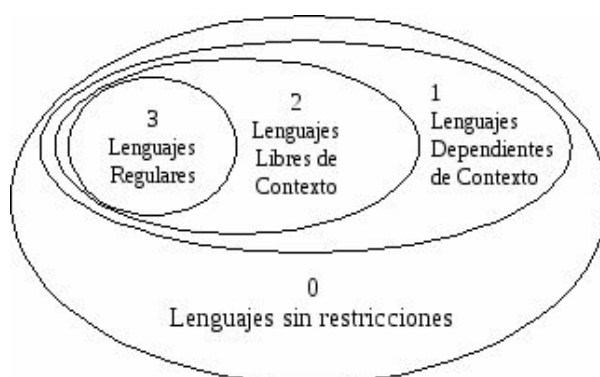 3
Lenguajes
Regulares
2
Lenguajes
Libres de
Contexto
1
Lenguajes
Dependientes
de Contexto
0
Lenguajes sin restricciones